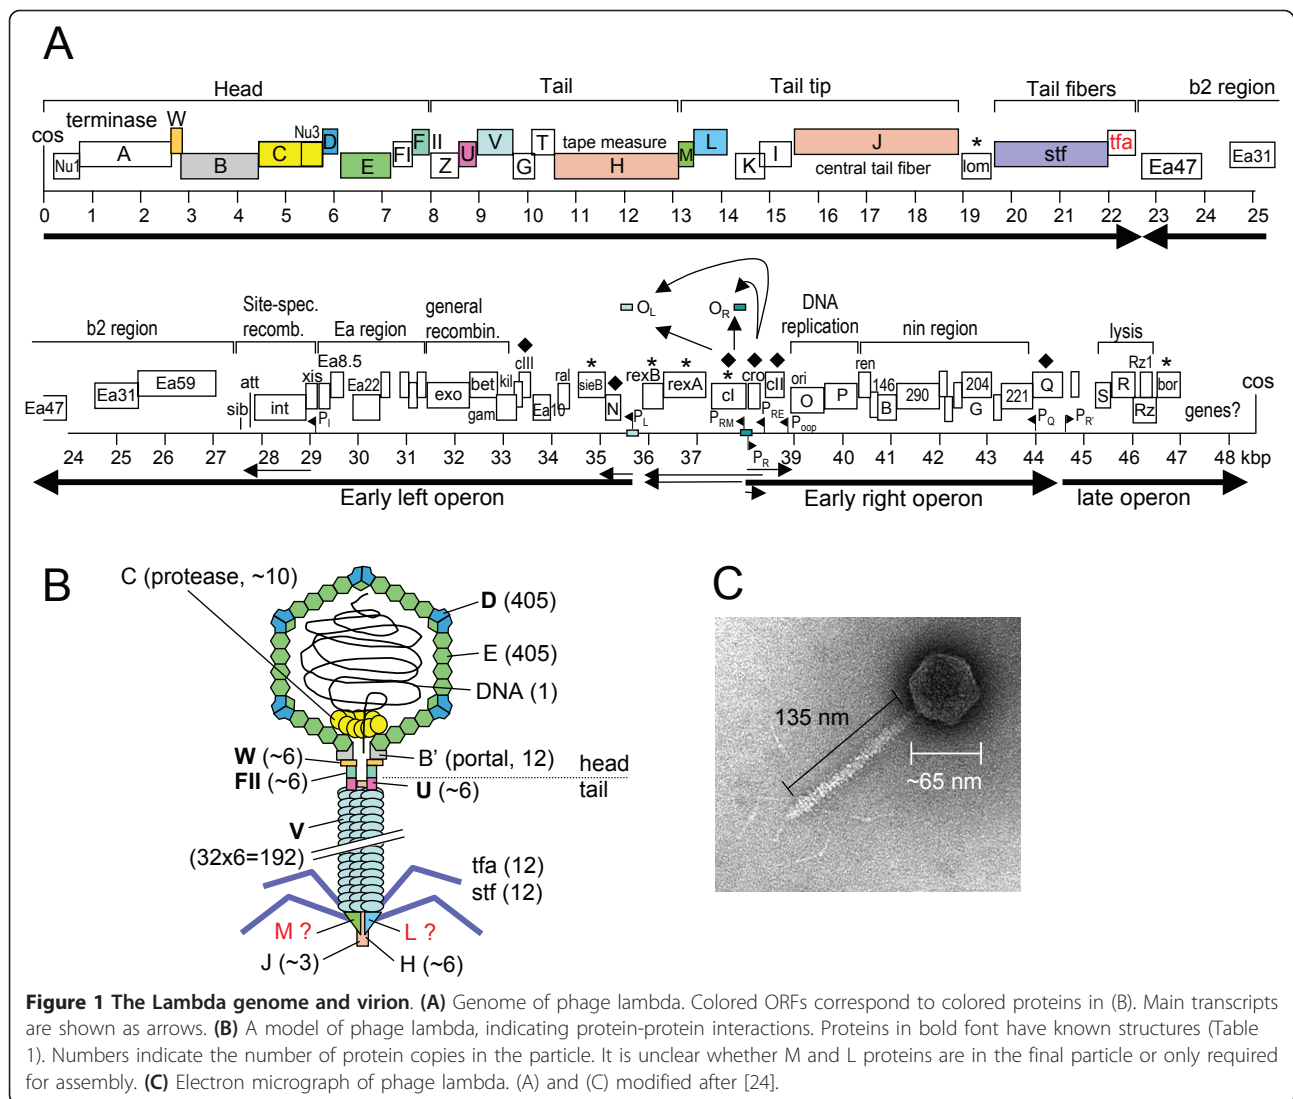 A
Head Tail Tail tip Tail fibers b2 region
cos terminase W Nu3 D F II V T tape measure L J * tfa
Nu1 A B C E FI Z U G H M K I central tail fiber lom stf Ea47 Ea31
0 1 2 3 4 5 6 7 8 9 10 11 12 13 14 15 16 17 18 19 20 21 22 23 24 25
OL OR
b2 region Site-spec. recomb. Ea region general recombin. DNA replication nin region lysis
Ea47 Ea31 Ea59 att sib int xis Ea8.5 Ea22 exo bet gam kil cIII Ea10 ral * sieB N * rexB * rexA * cI cro cII ori O P ren 146 B 290 204 G 221 Q S R Rz1 Rz * bor genes? cos
PI PL PRM PRE Poop PQ PR'
24 25 26 27 28 29 30 31 32 33 34 35 36 37 38 39 40 41 42 43 44 45 46 47 48 kbp
PR
Early left operon Early right operon late operon
B
C (protease, ~10)
D (405)
E (405)
DNA (1)
W (~6)
B' (portal, 12)
head
FII (~6)
U (~6)
tail
V
(32x6=192)
tfa (12)
stf (12)
M ?
L ?
J (~3)
H (~6)
C
135 nm
~65 nm
Figure 1 The Lambda genome and virion. (A) Genome of phage lambda. Colored ORFs correspond to colored proteins in (B). Main transcripts
are shown as arrows. (B) A model of phage lambda, indicating protein-protein interactions. Proteins in bold font have known structures (Table
1). Numbers indicate the number of protein copies in the particle. It is unclear whether M and L proteins are in the final particle or only required
for assembly. (C) Electron micrograph of phage lambda. (A) and (C) modified after [24].